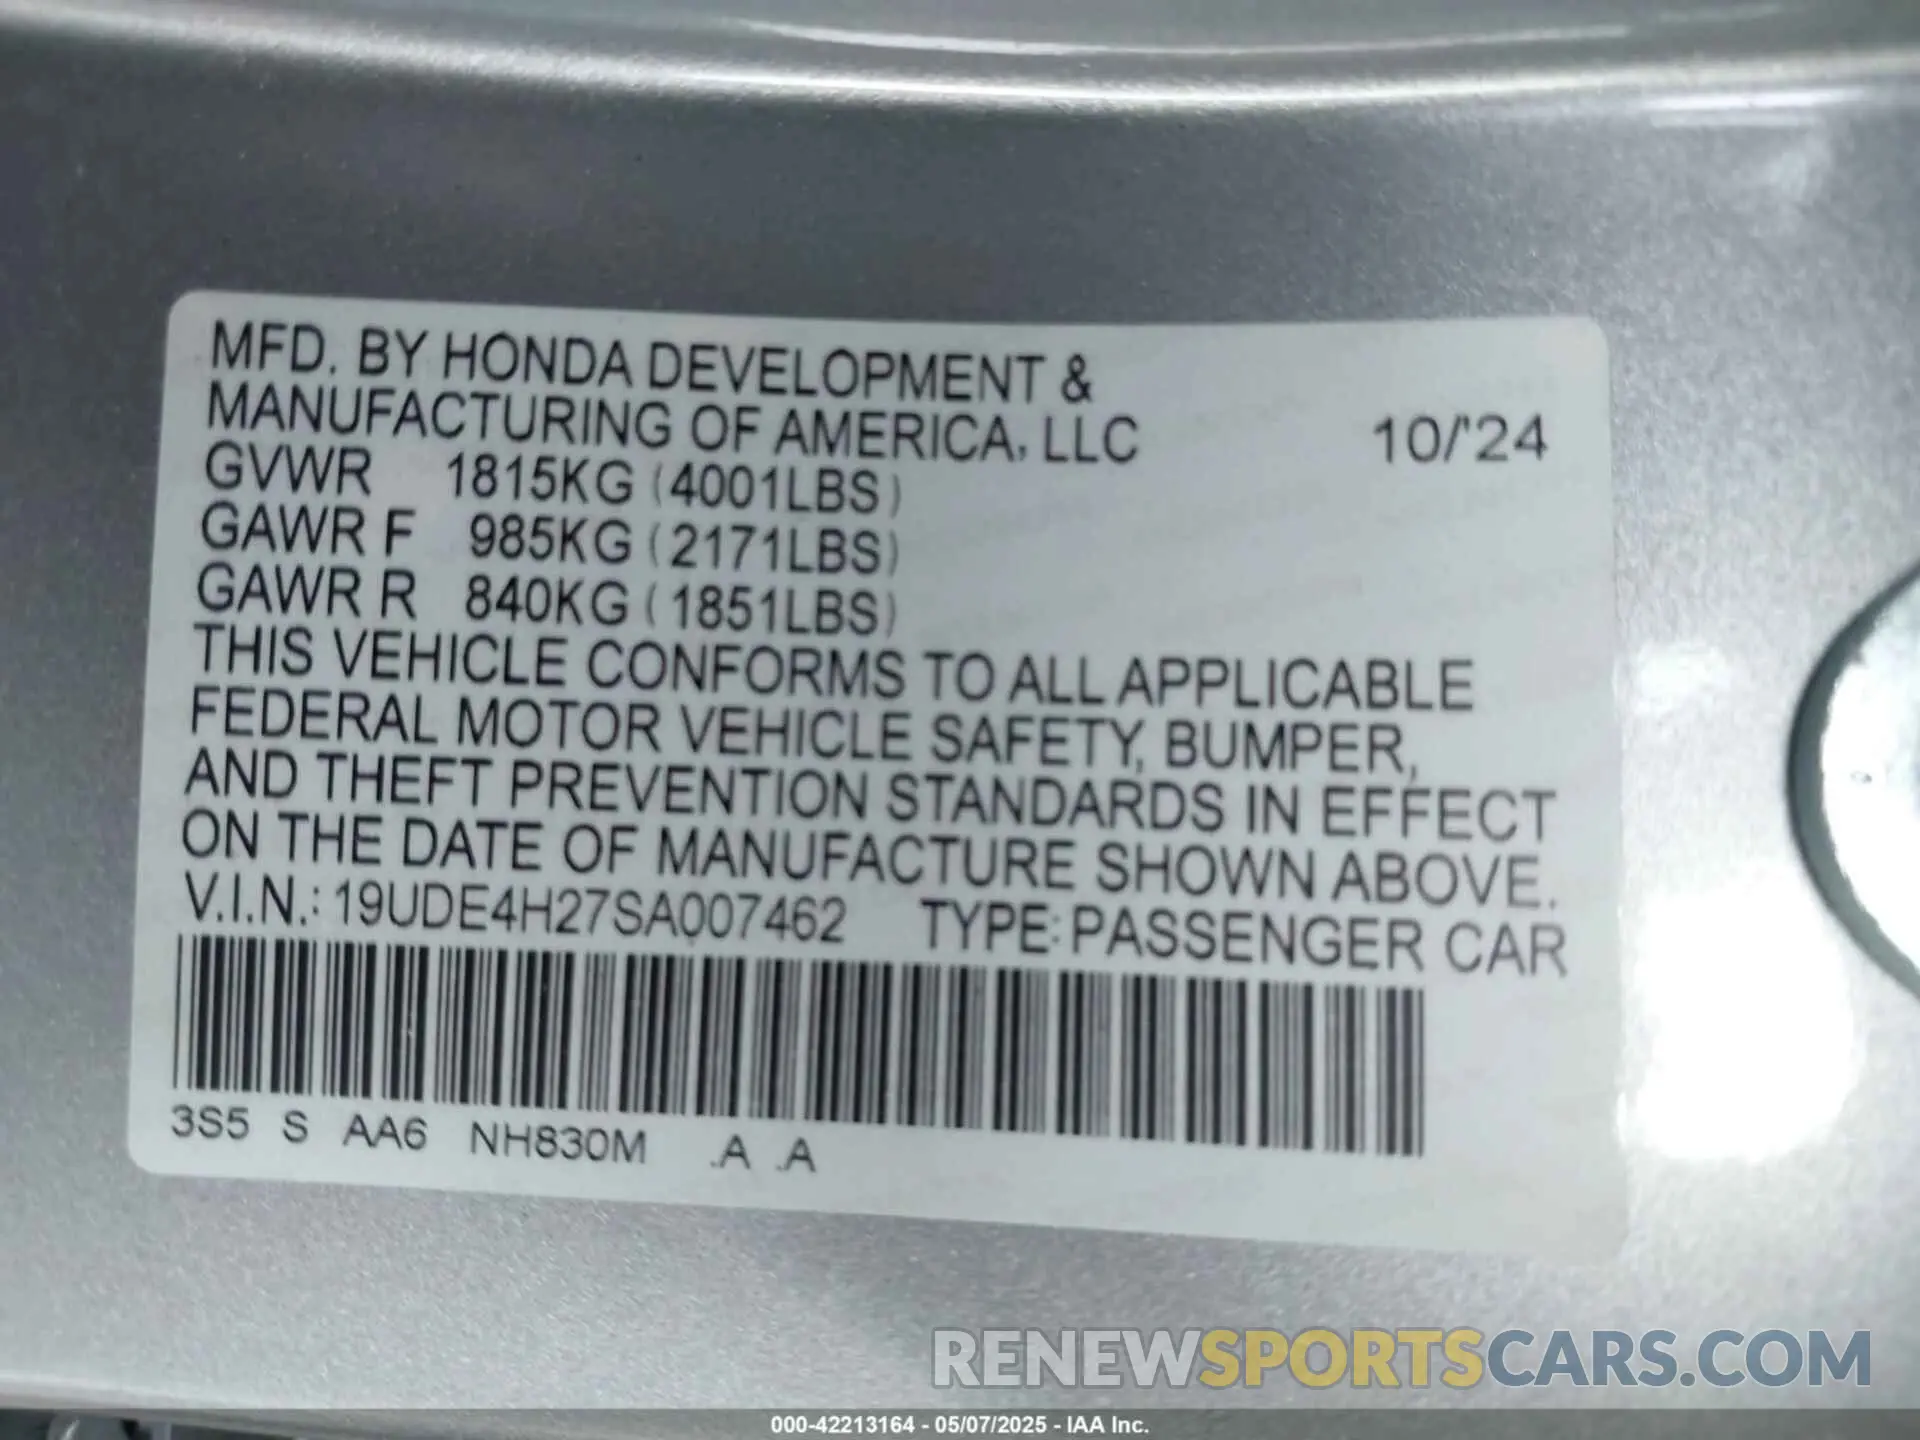 MFD. BY HONDA DEVELOPMENT &
MANUFACTURING OF AMERICA, LLC 10/'24
GVWR 1815KG (4001LBS)
GAWR F 985KG (2171LBS)
GAWR R 840KG (1851LBS)
THIS VEHICLE CONFORMS TO ALL APPLICABLE
FEDERAL MOTOR VEHICLE SAFETY, BUMPER,
AND THEFT PREVENTION STANDARDS IN EFFECT
ON THE DATE OF MANUFACTURE SHOWN ABOVE.
V.I.N.: 19UDE4H27SA007462 TYPE: PASSENGER CAR
3S5 S AA6 NH830M .A .A
RENEWSPORTSCARS.COM
000-42213164 - 05/07/2025 - IAA Inc.